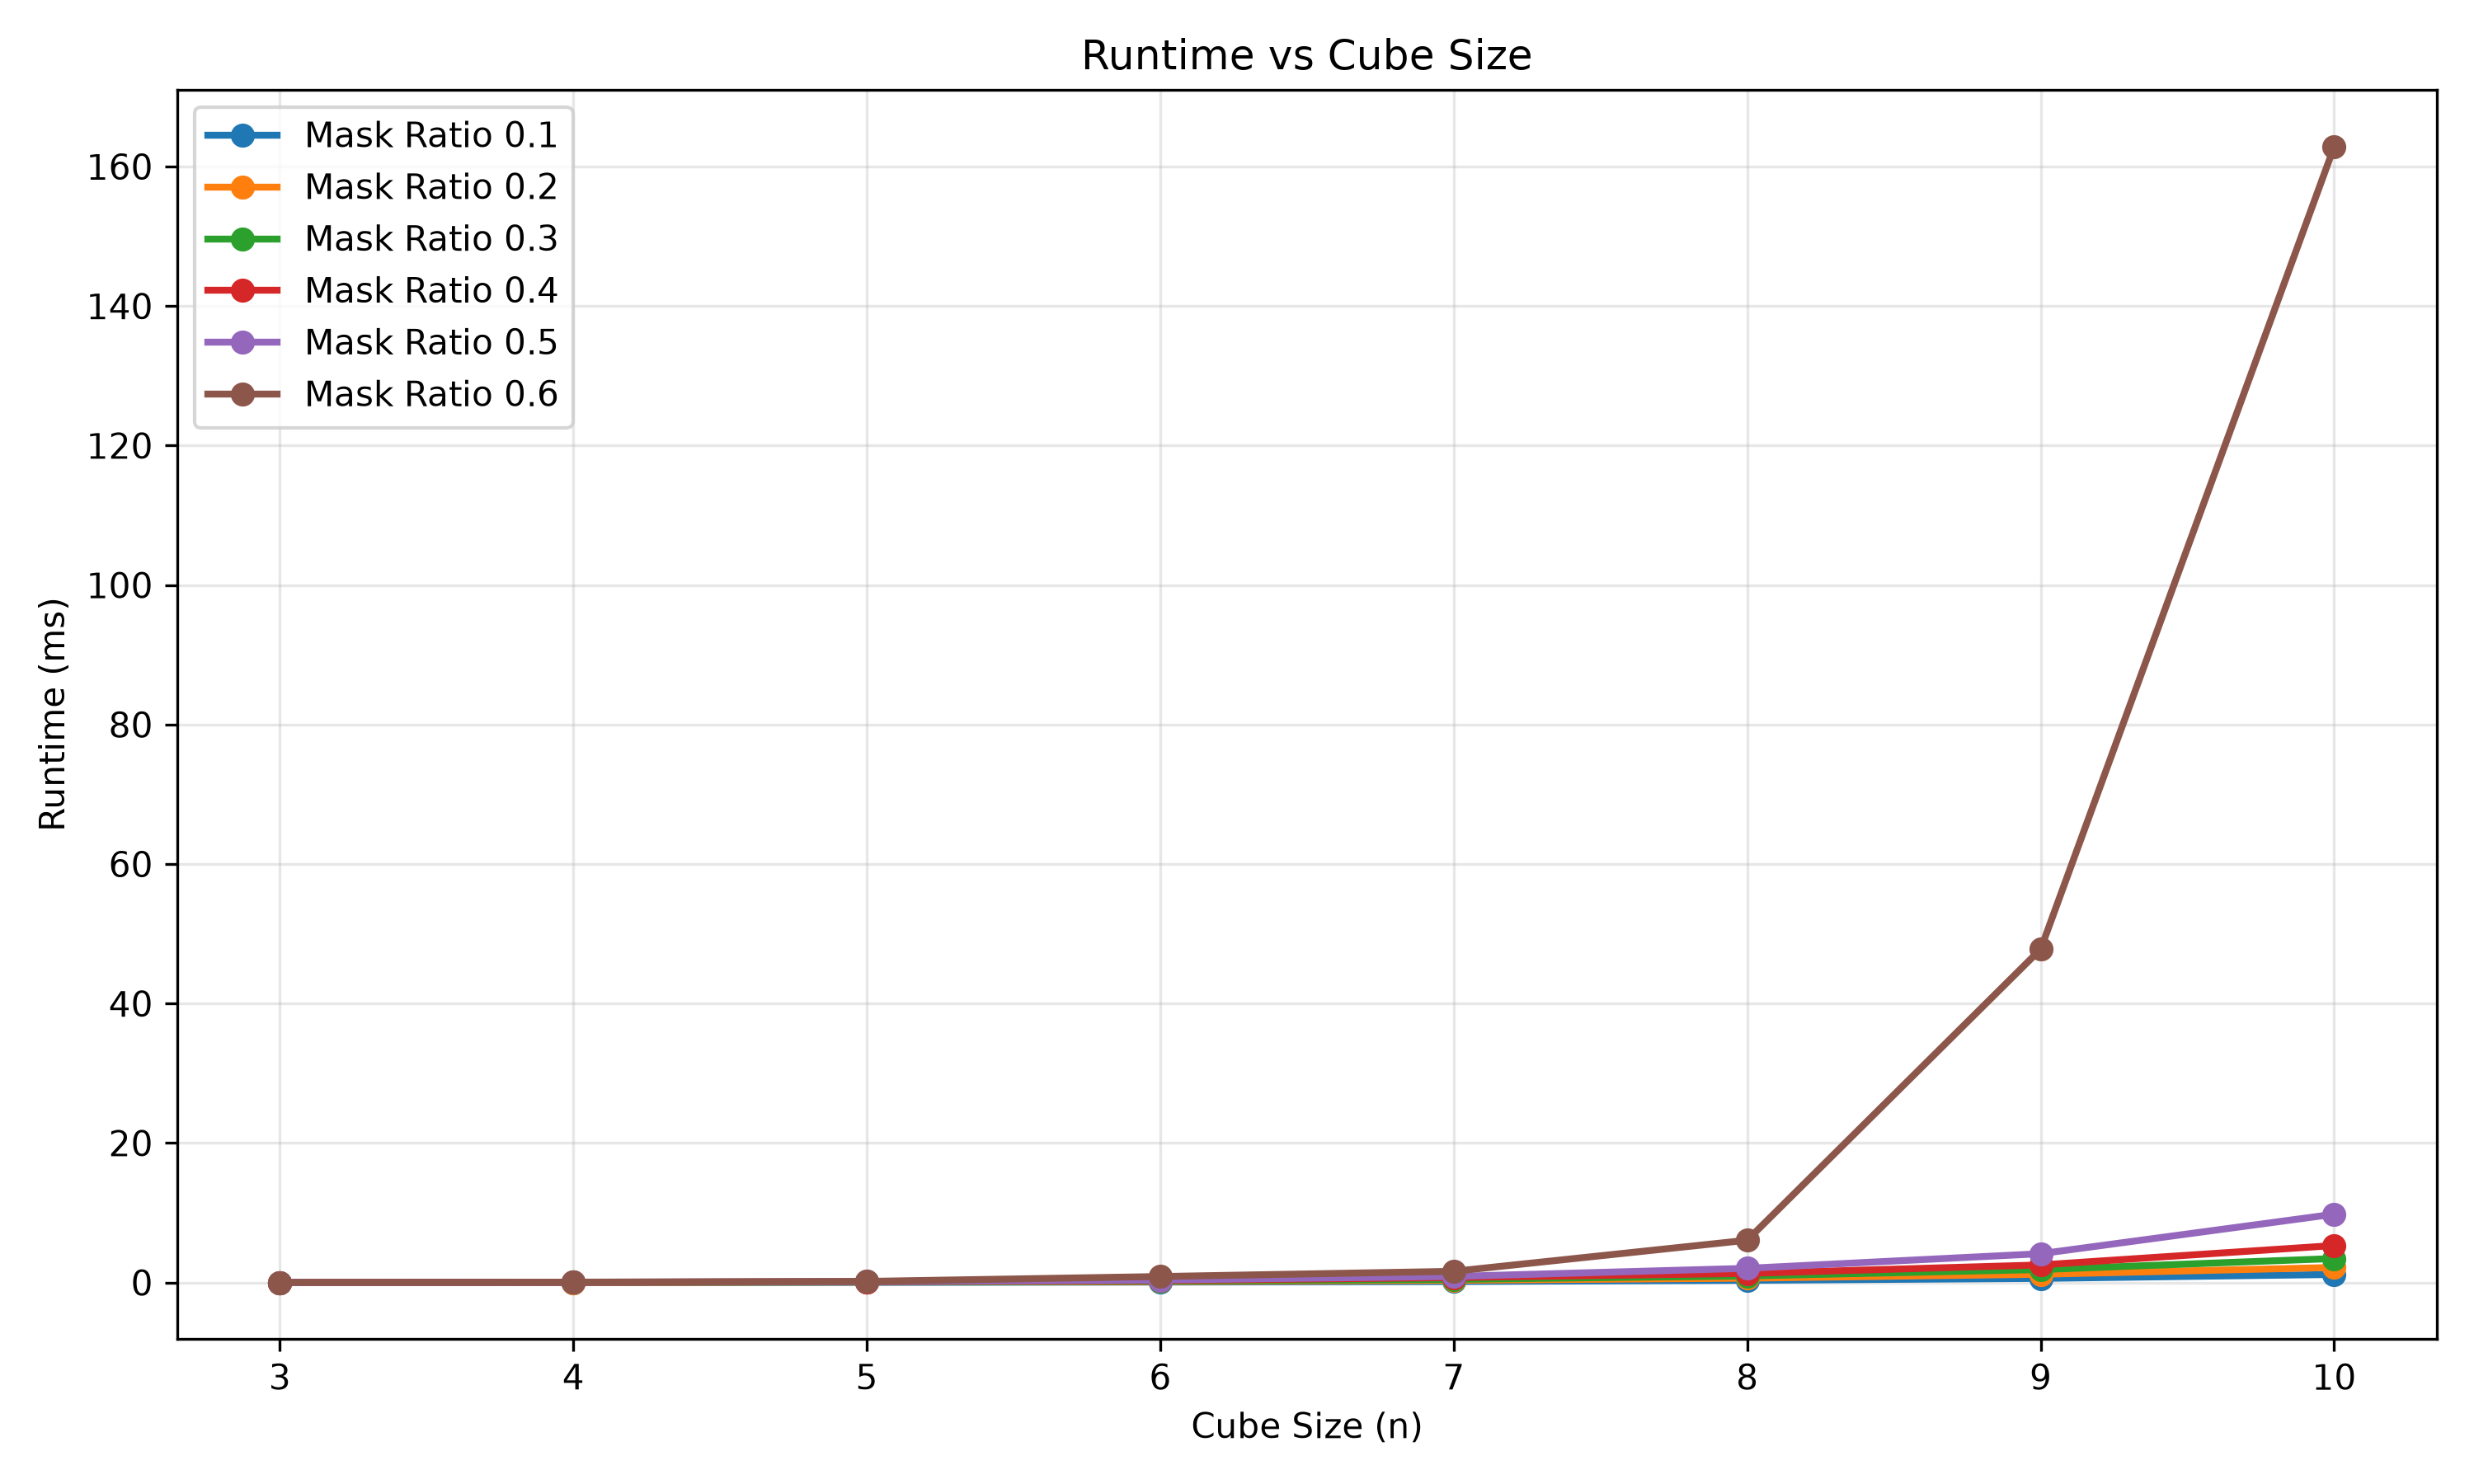 Runtime vs Cube Size
Mask Ratio 0.1
Mask Ratio 0.2
Mask Ratio 0.3
Mask Ratio 0.4
Mask Ratio 0.5
Mask Ratio 0.6
160
140
120
100
80
60
40
20
0
Runtime (ms)
3 4 5 6 7 8 9 10
Cube Size (n)